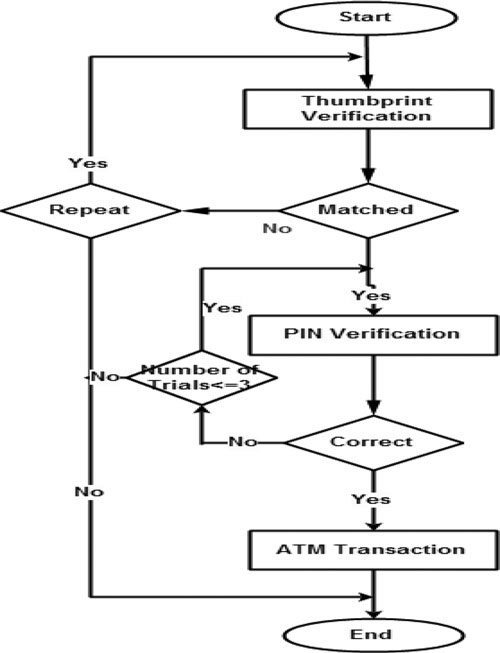 Start
Thumbprint
Verification
Yes
Repeat
Matched
No
Yes
Yes
PIN Verification
Number of
Trials<=3
No
No
Correct
No
Yes
ATM Transaction
End